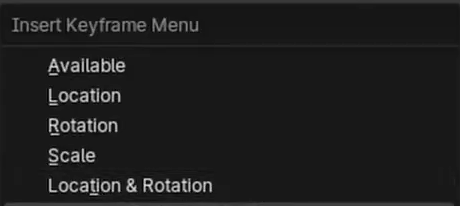 Insert Keyframe Menu
Available
Location
Rotation
Scale
Location & Rotation